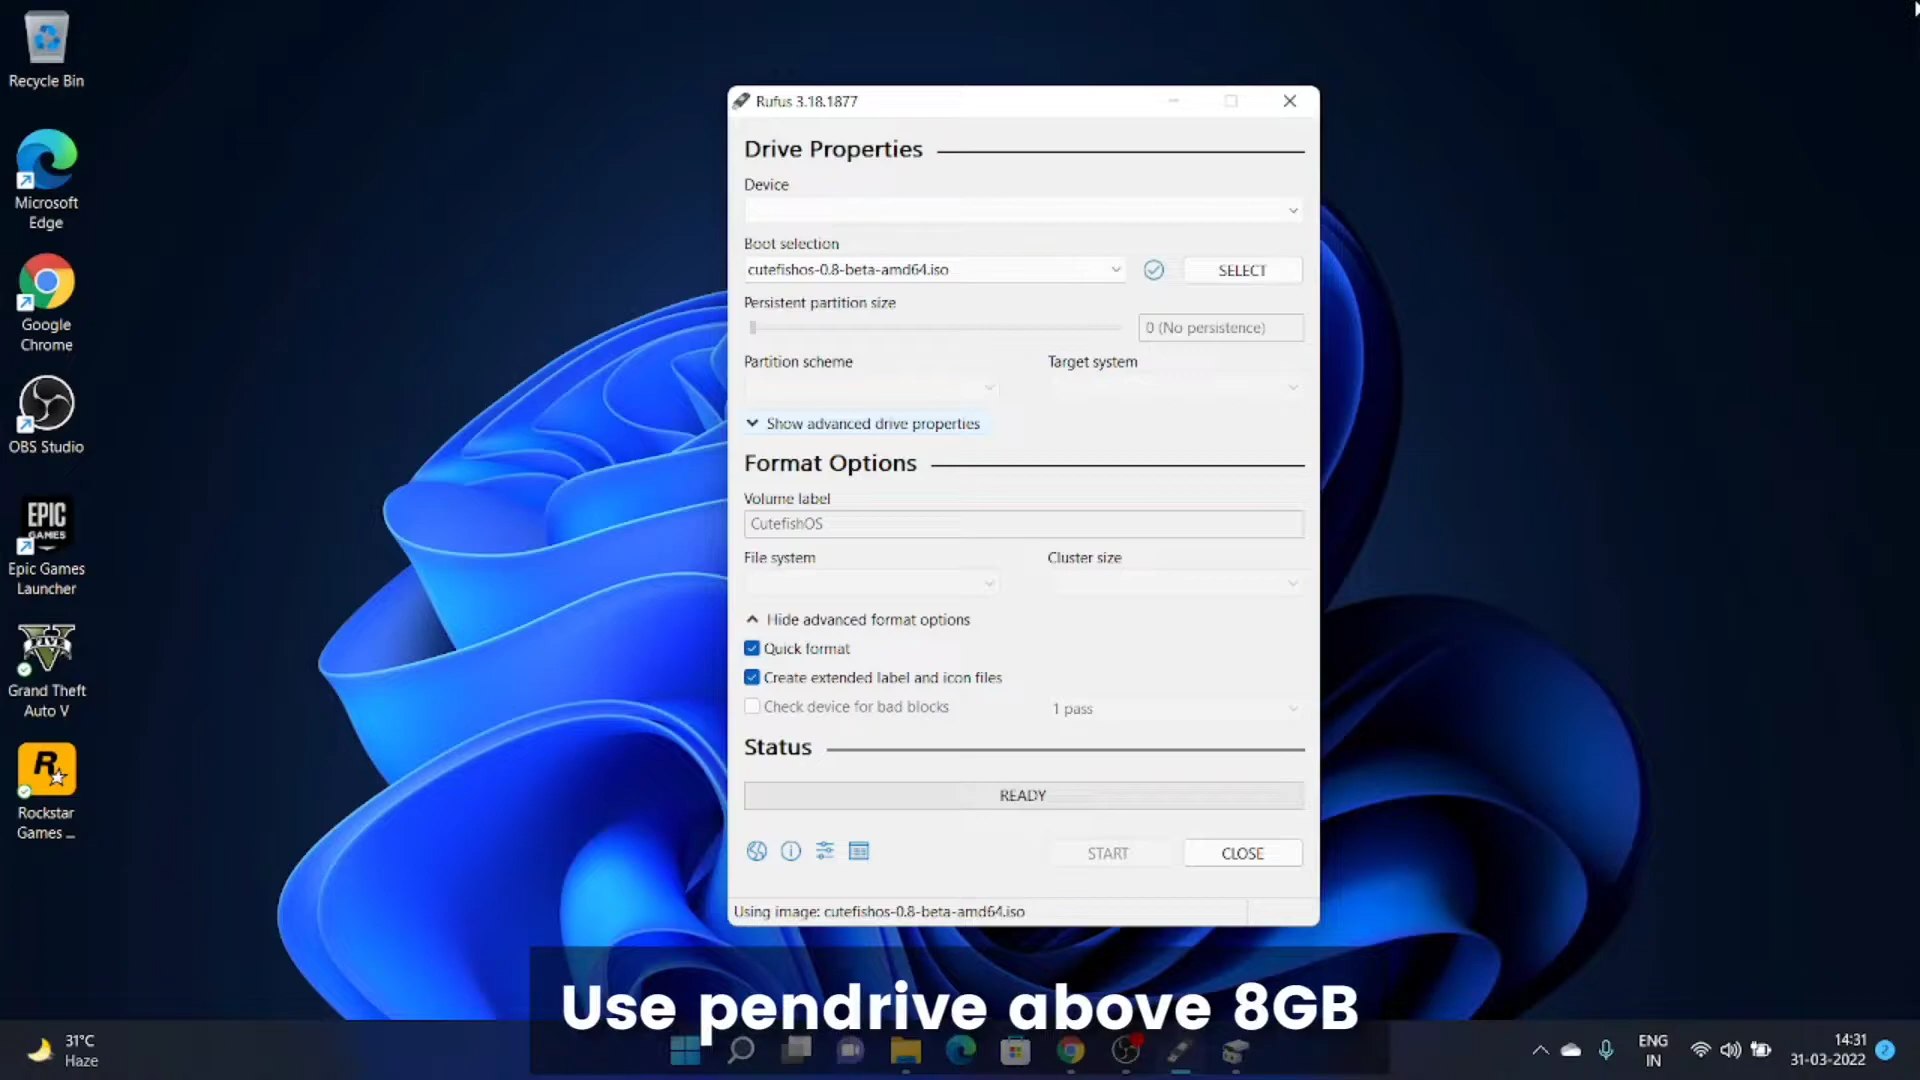 Recycle Bin
Microsoft
Edge
Google
Chrome
OBS Studio
EPIC
GAMES
Epic Games
Launcher
FIVE
Grand Theft
Auto V
R
Rockstar
Games ...
Rufus 3.18.1877
Drive Properties
Device
Boot selection
cutefishos-0.8-beta-amd64.iso
SELECT
Persistent partition size
0 (No persistence)
Partition scheme
Target system
Show advanced drive properties
Format Options
Volume label
CutefishOS
File system
Cluster size
Hide advanced format options
Quick format
Create extended label and icon files
Check device for bad blocks
1 pass
Status
READY
START
CLOSE
Using image: cutefishos-0.8-beta-amd64.iso
Use pendrive above 8GB
31°C
Haze
ENG
IN
14:31
31-03-2022
2